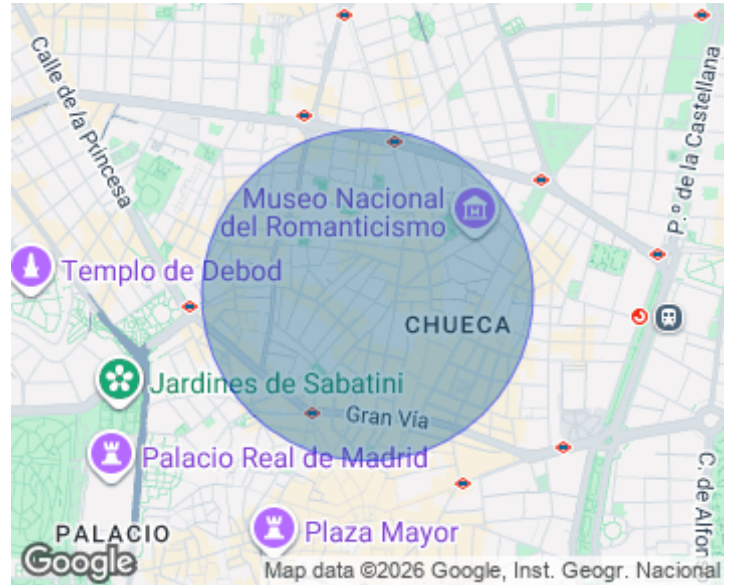 Calle de la Princesa
P.º de la Castellana
Museo Nacional
del Romanticismo
Templo de Debod
CHUECA
Jardines de Sabatini
Gran Vía
Palacio Real de Madrid
C. de Alfon
PALACIO
Plaza Mayor
Google
Map data ©2026 Google, Inst. Geogr. Nacional